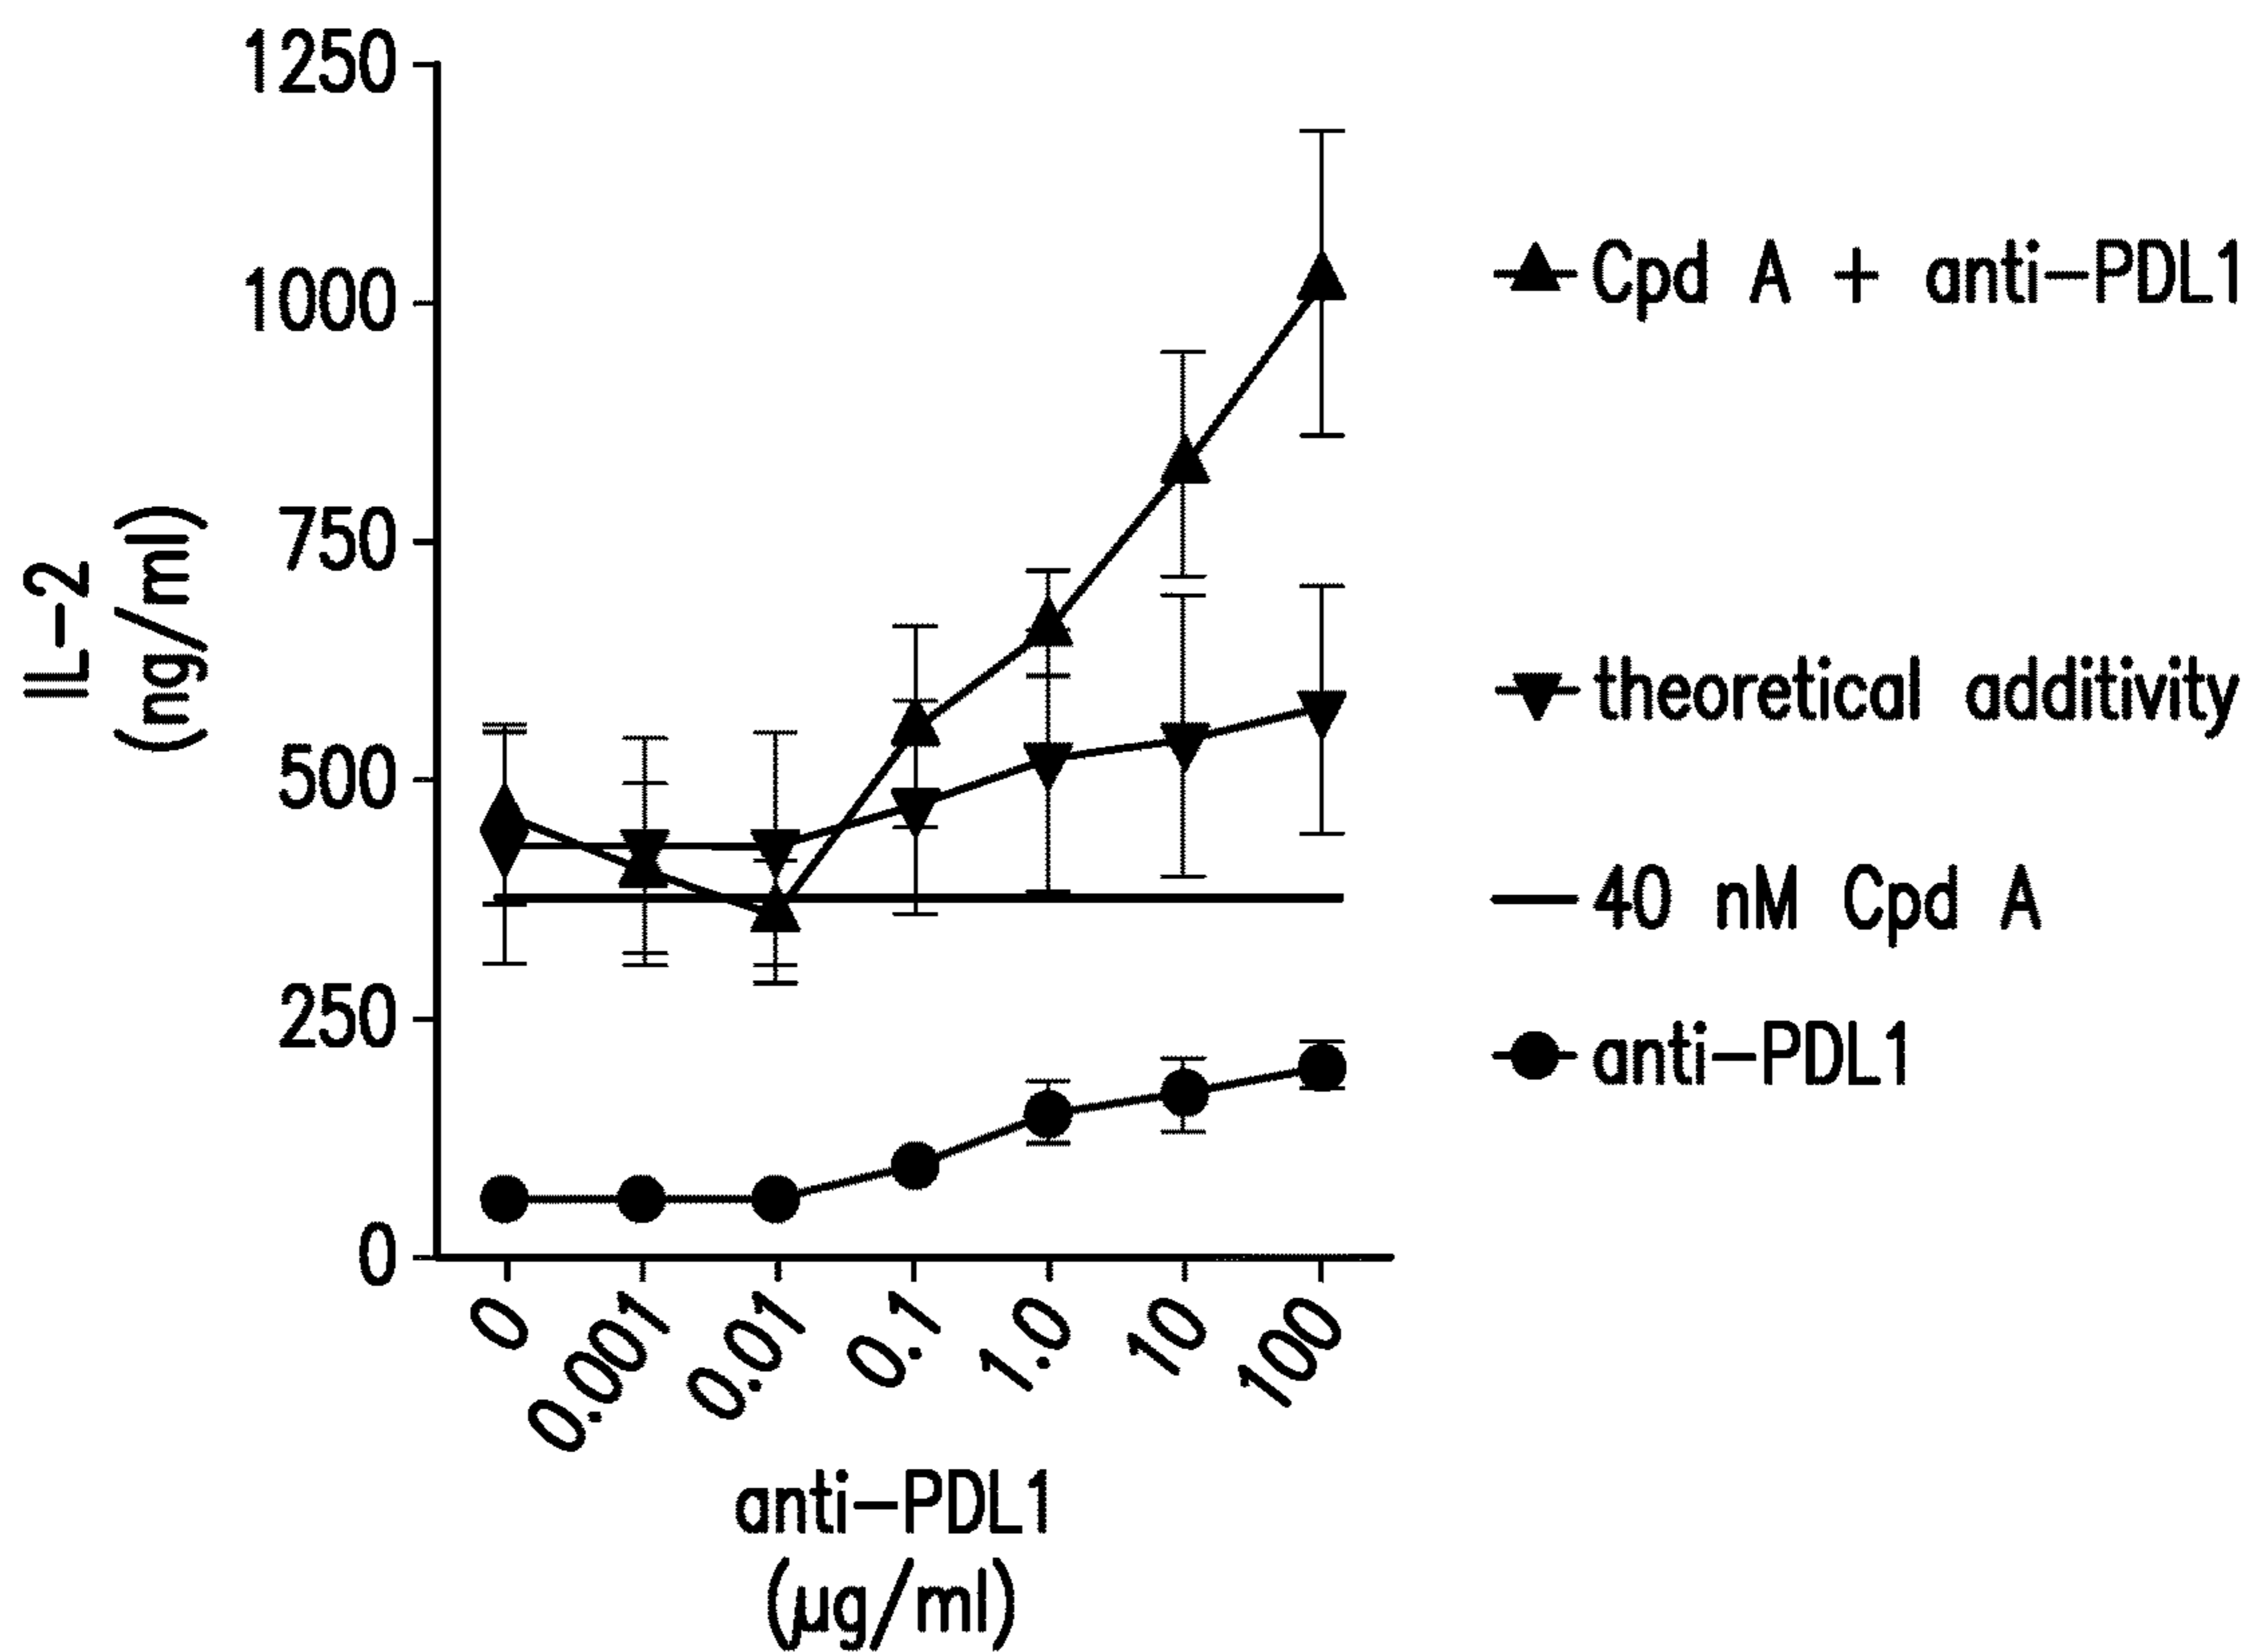 IL-2
(ng/ml)
1250
1000
750
500
250
0
0
0.001
0.01
0.1
1.0
10
100
anti-PDL1
(µg/ml)
Cpd A + anti-PDL1
theoretical additivity
40 nM Cpd A
anti-PDL1